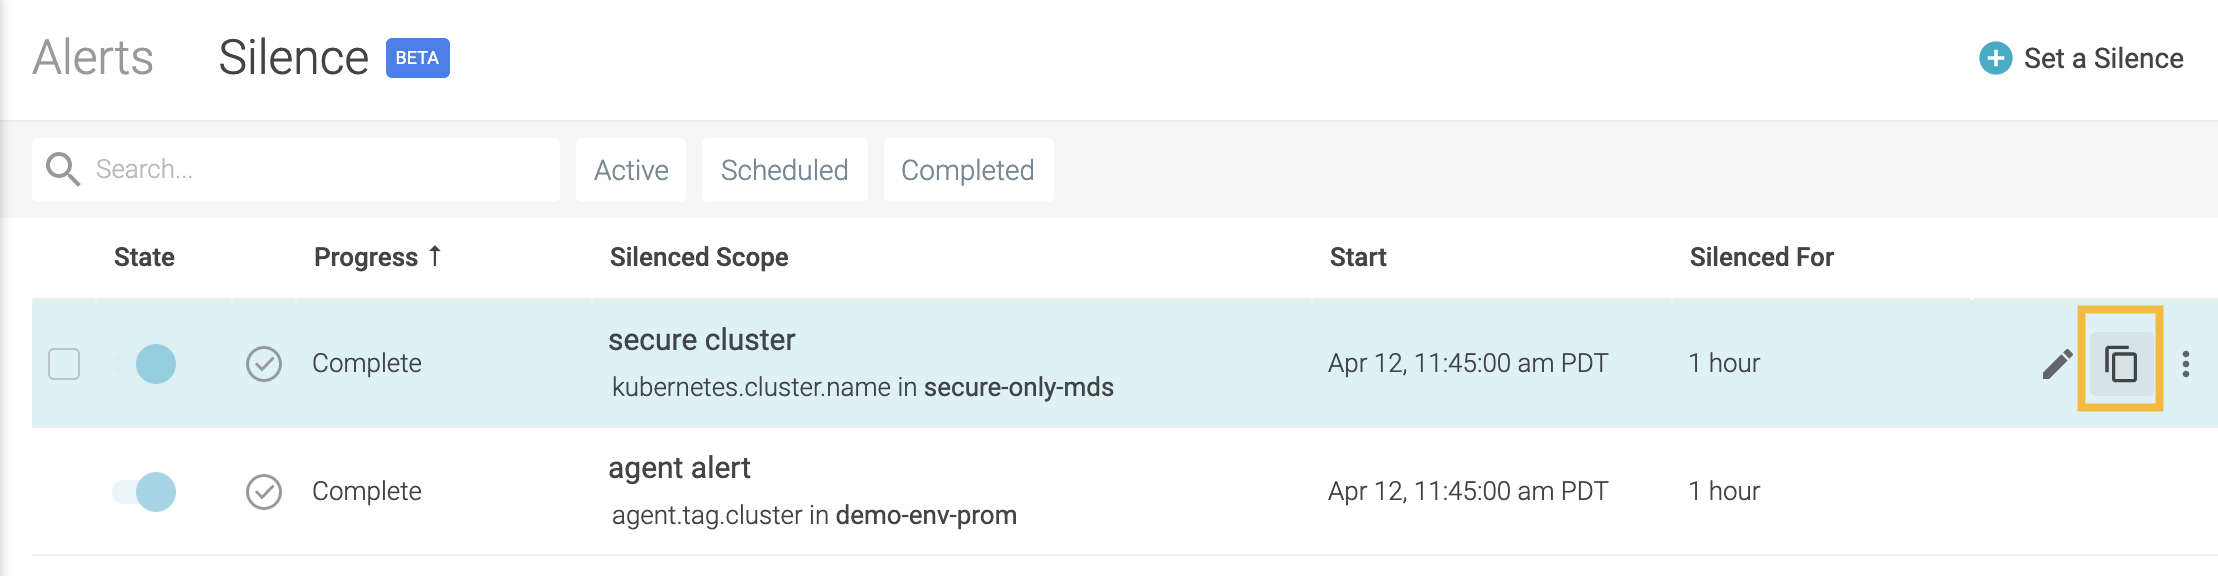 Alerts Silence BETA Set a Silence
Search... Active Scheduled Completed
State Progress ↑ Silenced Scope Start Silenced For
secure cluster
Complete Apr 12, 11:45:00 am PDT 1 hour
kubernetes.cluster.name in secure-only-mds
agent alert
Complete Apr 12, 11:45:00 am PDT 1 hour
agent.tag.cluster in demo-env-prom